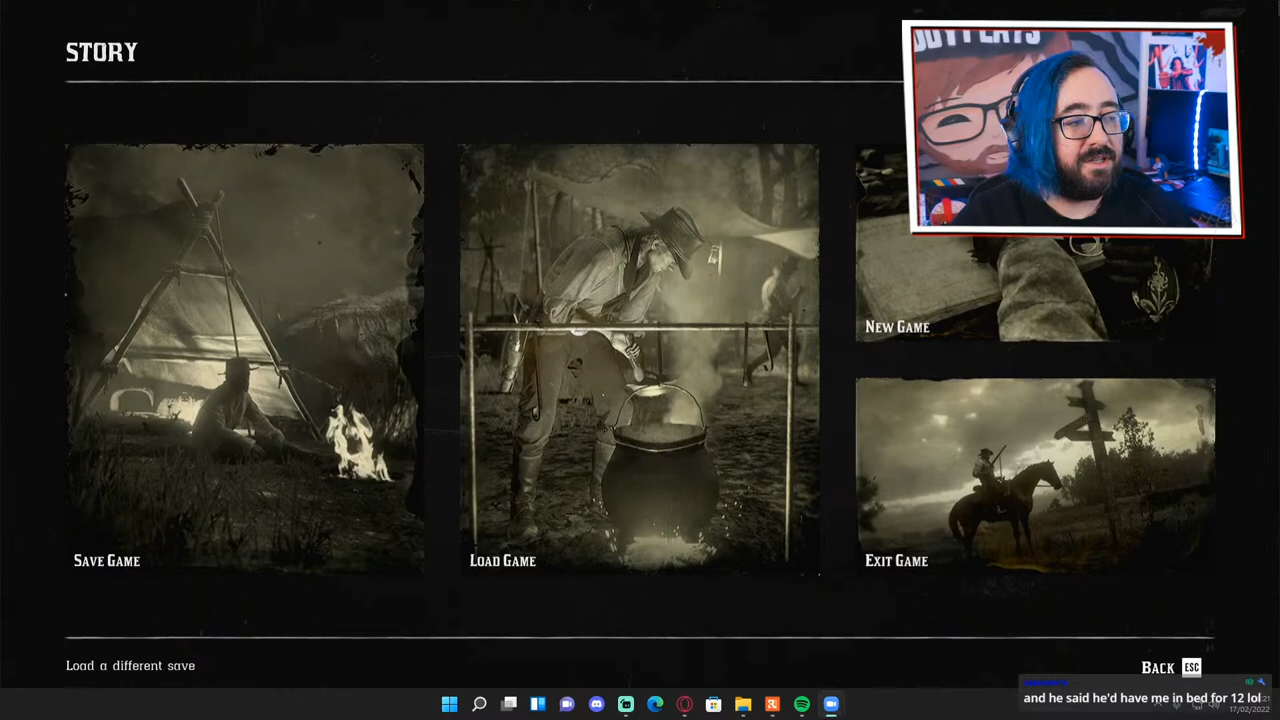 STORY
NEW GAME
SAVE GAME
LOAD GAME
EXIT GAME
Load a different save
BACK ESC
and he said he'd have me in bed for 12 lol
17/02/2022